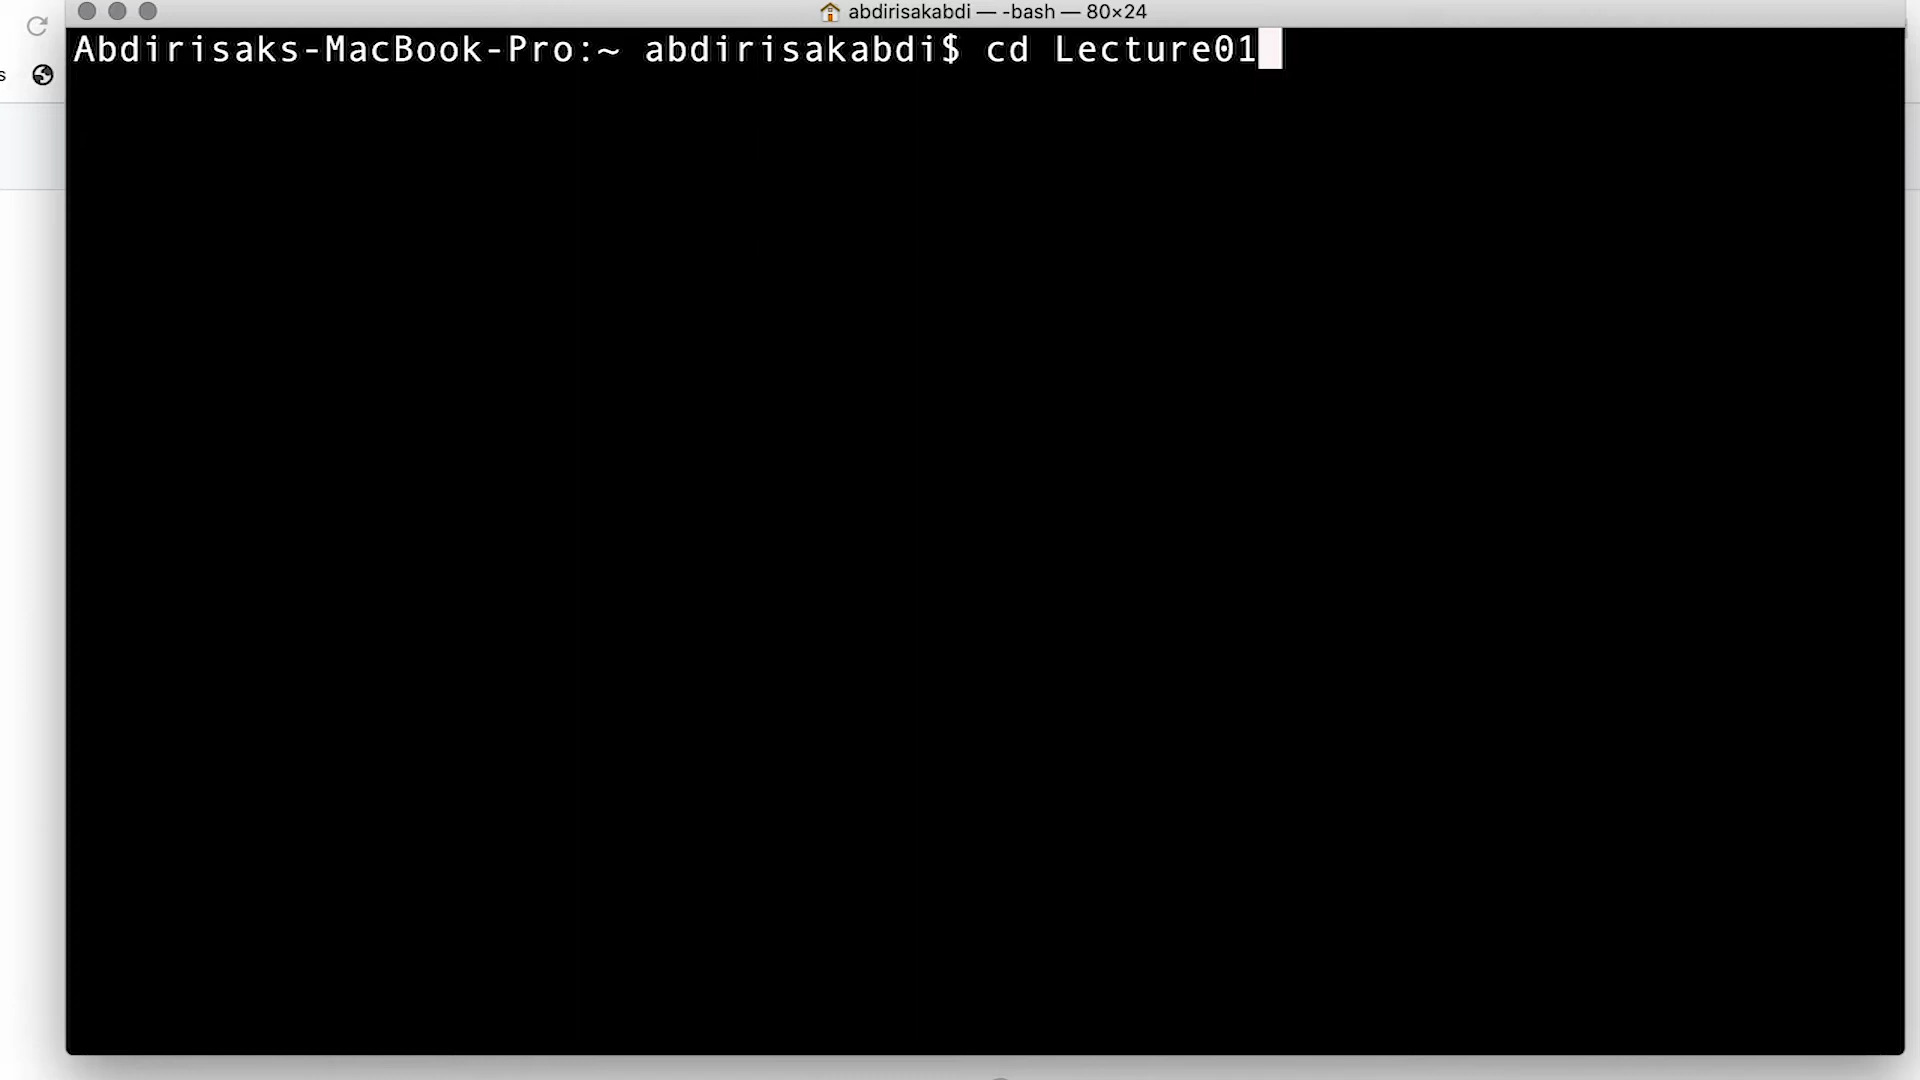 abdirisakabdi — -bash — 80×24
s
Abdirisaks-MacBook-Pro:~ abdirisakabdi$ cd Lecture01